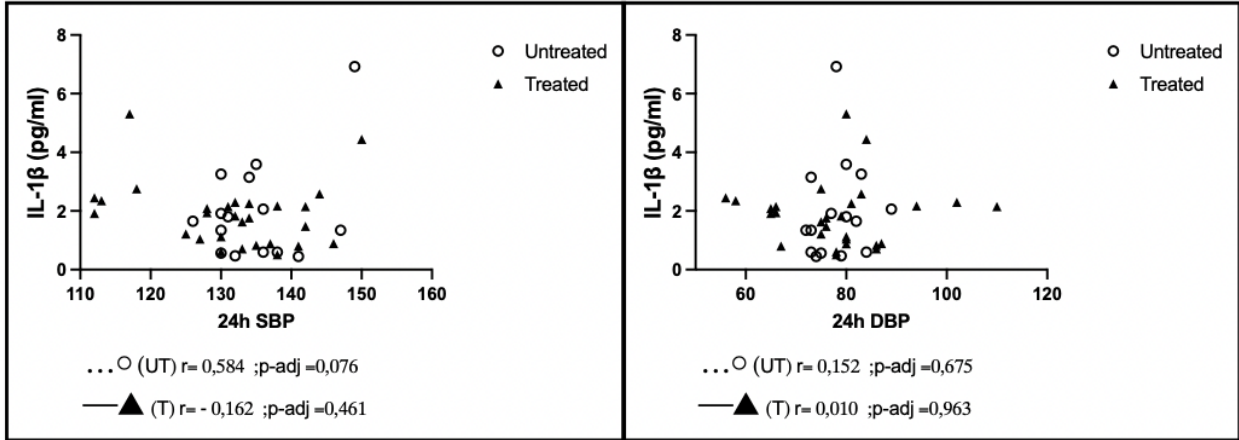 IL-1β (pg/ml)
8
6
4
2
0
110 120 130 140 150 160
24h SBP
Untreated
Treated
...○ (UT) r= 0,584 ;p-adj =0,076
(T) r= - 0,162 ;p-adj =0,461
IL-1β (pg/ml)
8
6
4
2
0
60 80 100 120
24h DBP
Untreated
Treated
...○ (UT) r= 0,152 ;p-adj =0,675
(T) r= 0,010 ;p-adj =0,963